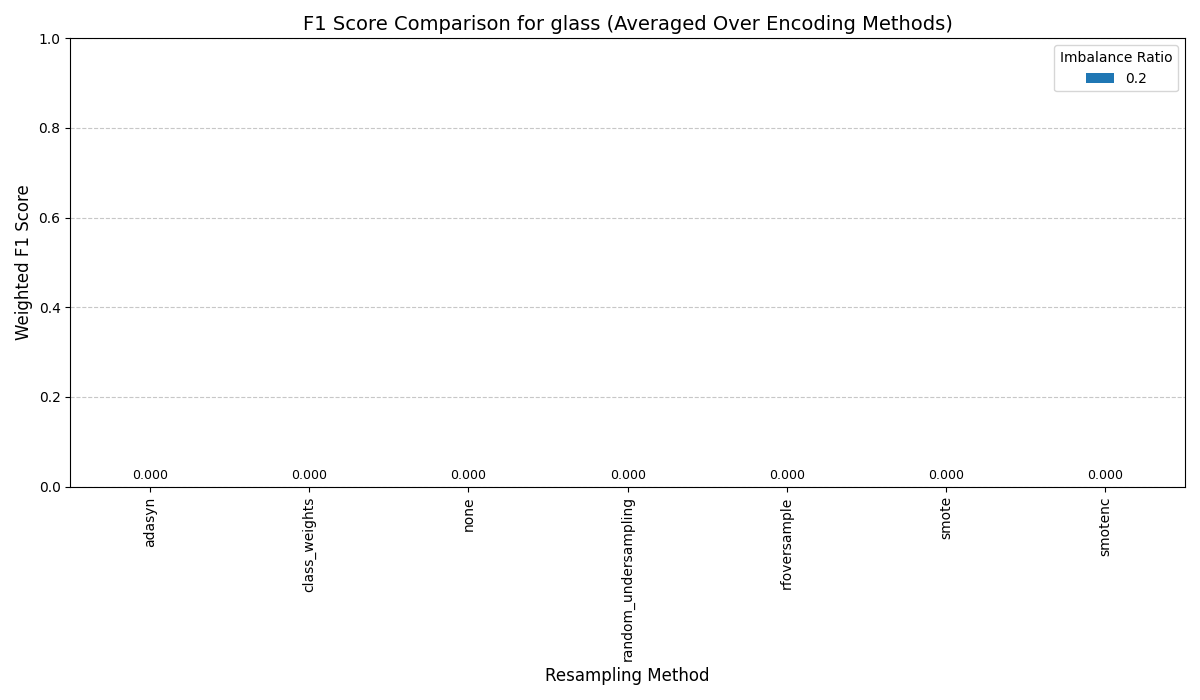 F1 Score Comparison for glass (Averaged Over Encoding Methods)
Weighted F1 Score
1.0
0.8
0.6
0.4
0.2
0.0
Imbalance Ratio
0.2
0.000
0.000
0.000
0.000
0.000
0.000
0.000
adasyn
class_weights
none
random_undersampling
rfoversample
smote
smotenc
Resampling Method